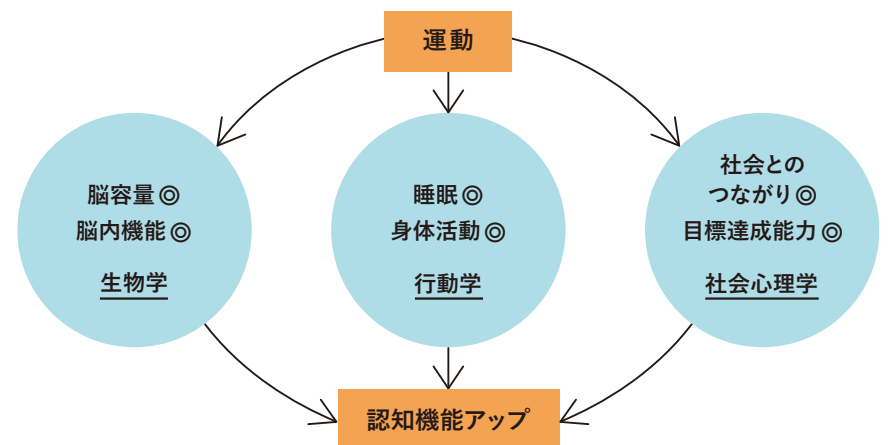 運動
脳容量◎
脳内機能◎
生物学
睡眠◎
身体活動◎
行動学
社会との
つながり◎
目標達成能力◎
社会心理学
認知機能アップ